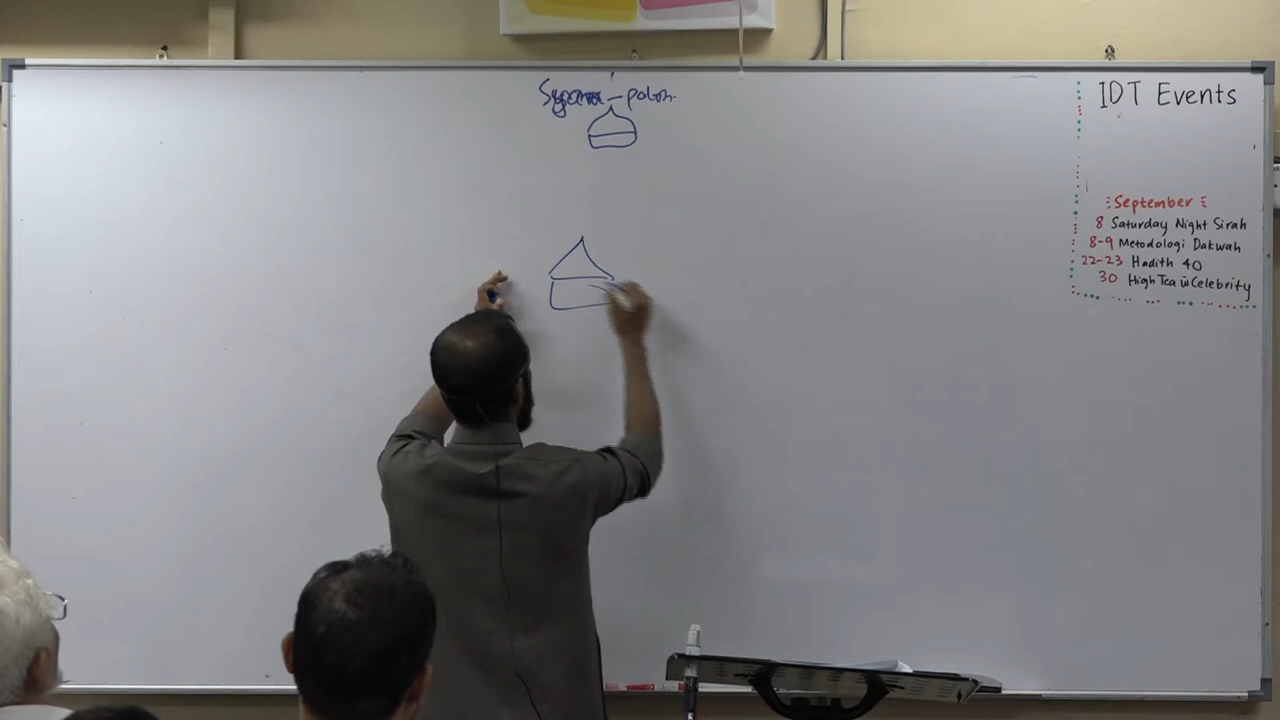 IDT Events
September
8 Saturday Night Sirah
8-9 Metodologi Dakwah
22-23 Hadith 40
30 High Tea w Celebrity